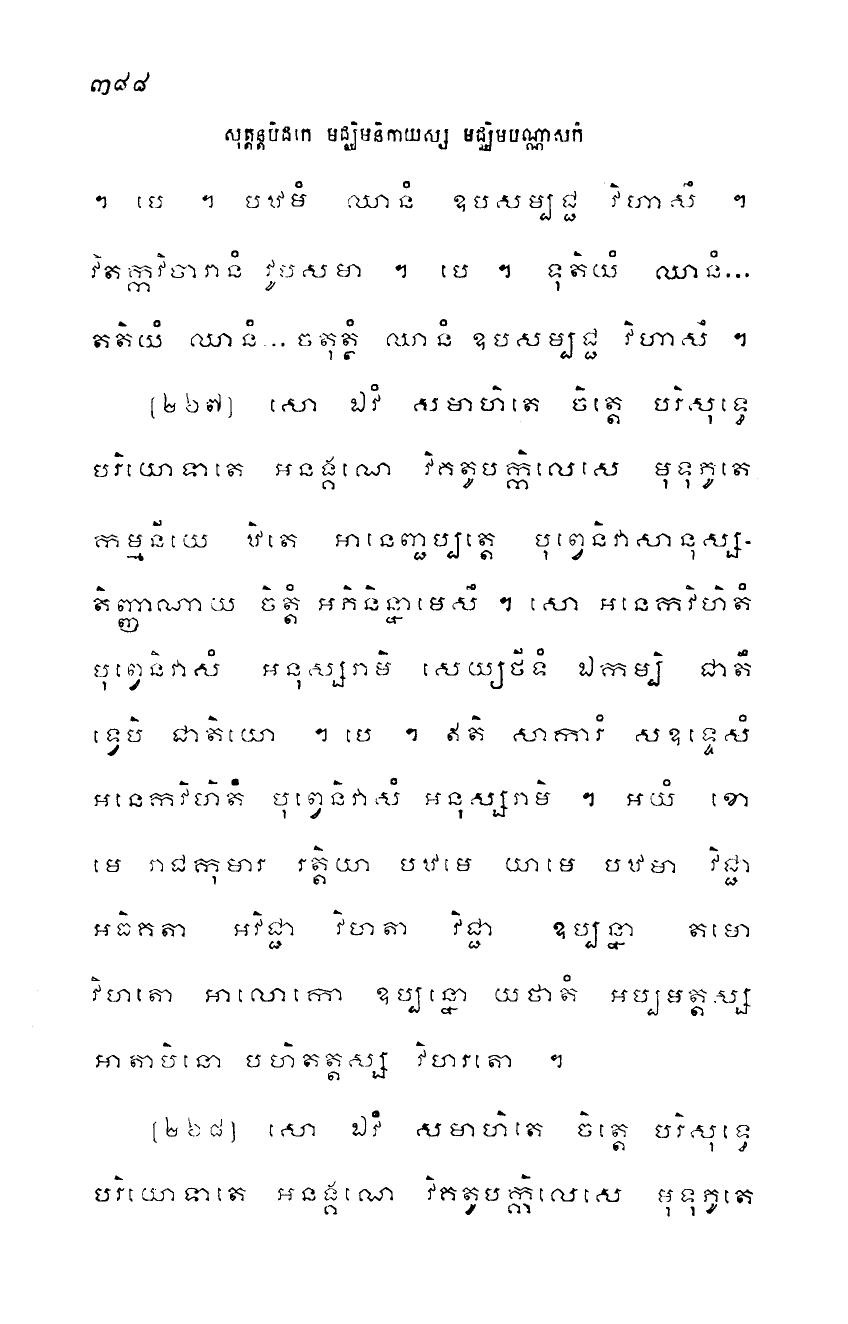 ៣៨៨
សុត្តន្តបិដកេ មជ្ឈិមនិកាយស្ស មជ្ឈិមបណ្ណាសកំ
។ បេ ។ បឋមំ ឈានំ ឧបសម្បជ្ជ វិហាសឹ ។
វិតក្កវិចារានំ វូបសមា ។ បេ ។ ទុតិយំ ឈានំ...
តតិយំ ឈានំ... ចតុត្ថំ ឈានំ ឧបសម្បជ្ជ វិហាសឹ ។
[២៦៧] សោ ឯវំ សមាហិតេ ចិត្តេ បរិសុទ្ធេ
បរិយោទាតេ អនង្គណេ វិគតូបក្កិលេសេ មុទុភូតេ
កម្មនីយេ ឋិតេ អានេញ្ជប្បត្តេ បុព្វេនិវាសានុស្ស-
តិញ្ញាណាយ ចិត្តំ អភិនិន្នាមេសឹ ។ សោ អនេកវិហិតំ
បុព្វេនិវាសំ អនុស្សរាមិ សេយ្យថីទំ ឯកម្បិ ជាតឹ
ទ្វេបិ ជាតិយោ ។ បេ ។ ឥតិ សាការំ សឧទ្ទេសំ
អនេកវិហិតំ បុព្វេនិវាសំ អនុស្សរាមិ ។ អយំ ខោ
មេ រាជកុមារ រត្តិយា បឋមេ យាមេ បឋមា វិជ្ជា
អធិគតា អវិជ្ជា វិហតា វិជ្ជា ឧប្បន្នា តមោ
វិហតោ អាលោកោ ឧប្បន្នោ យថាតំ អប្បមត្តស្ស
អាតាបិនោ បហិតត្តស្ស វិហរតោ ។
[២៦៨] សោ ឯវំ សមាហិតេ ចិត្តេ បរិសុទ្ធេ
បរិយោទាតេ អនង្គណេ វិគតូបក្កិលេសេ មុទុភូតេ